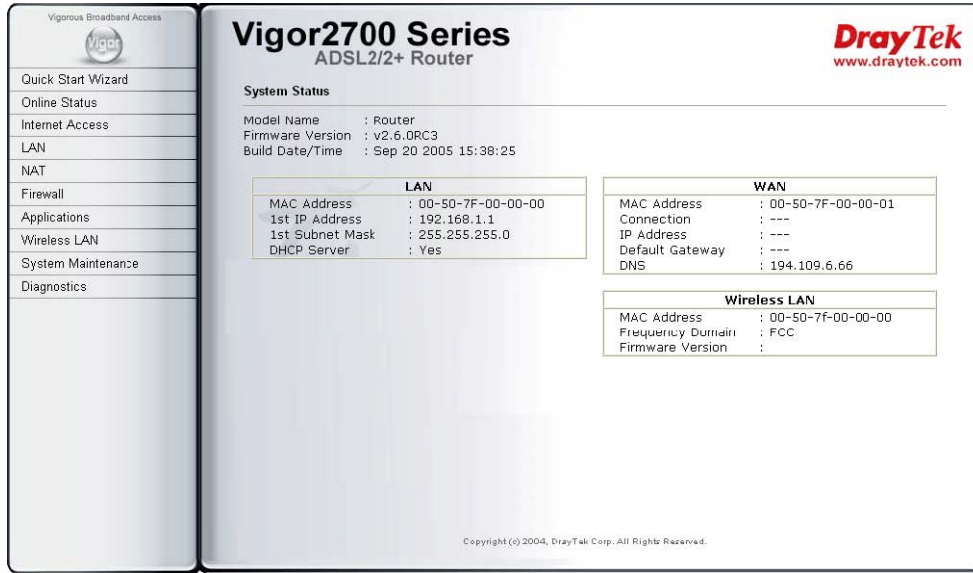 Vigorous Broadband Access
Vigor
Quick Start Wizard
Online Status
Internet Access
LAN
NAT
Firewall
Applications
Wireless LAN
System Maintenance
Diagnostics
Vigor2700 Series
ADSL2/2+ Router
DrayTek
www.draytek.com
System Status
Model Name : Router
Firmware Version : v2.6.0RC3
Build Date/Time : Sep 20 2005 15:38:25
LAN
MAC Address : 00-50-7F-00-00-00
1st IP Address : 192.168.1.1
1st Subnet Mask : 255.255.255.0
DHCP Server : Yes
WAN
MAC Address : 00-50-7F-00-00-01
Connection : ---
IP Address : ---
Default Gateway : ---
DNS : 194.109.6.66
Wireless LAN
MAC Address : 00-50-7f-00-00-00
Frequency Domain : FCC
Firmware Version :
Copyright (c) 2004, DrayTek Corp. All Rights Reserved.